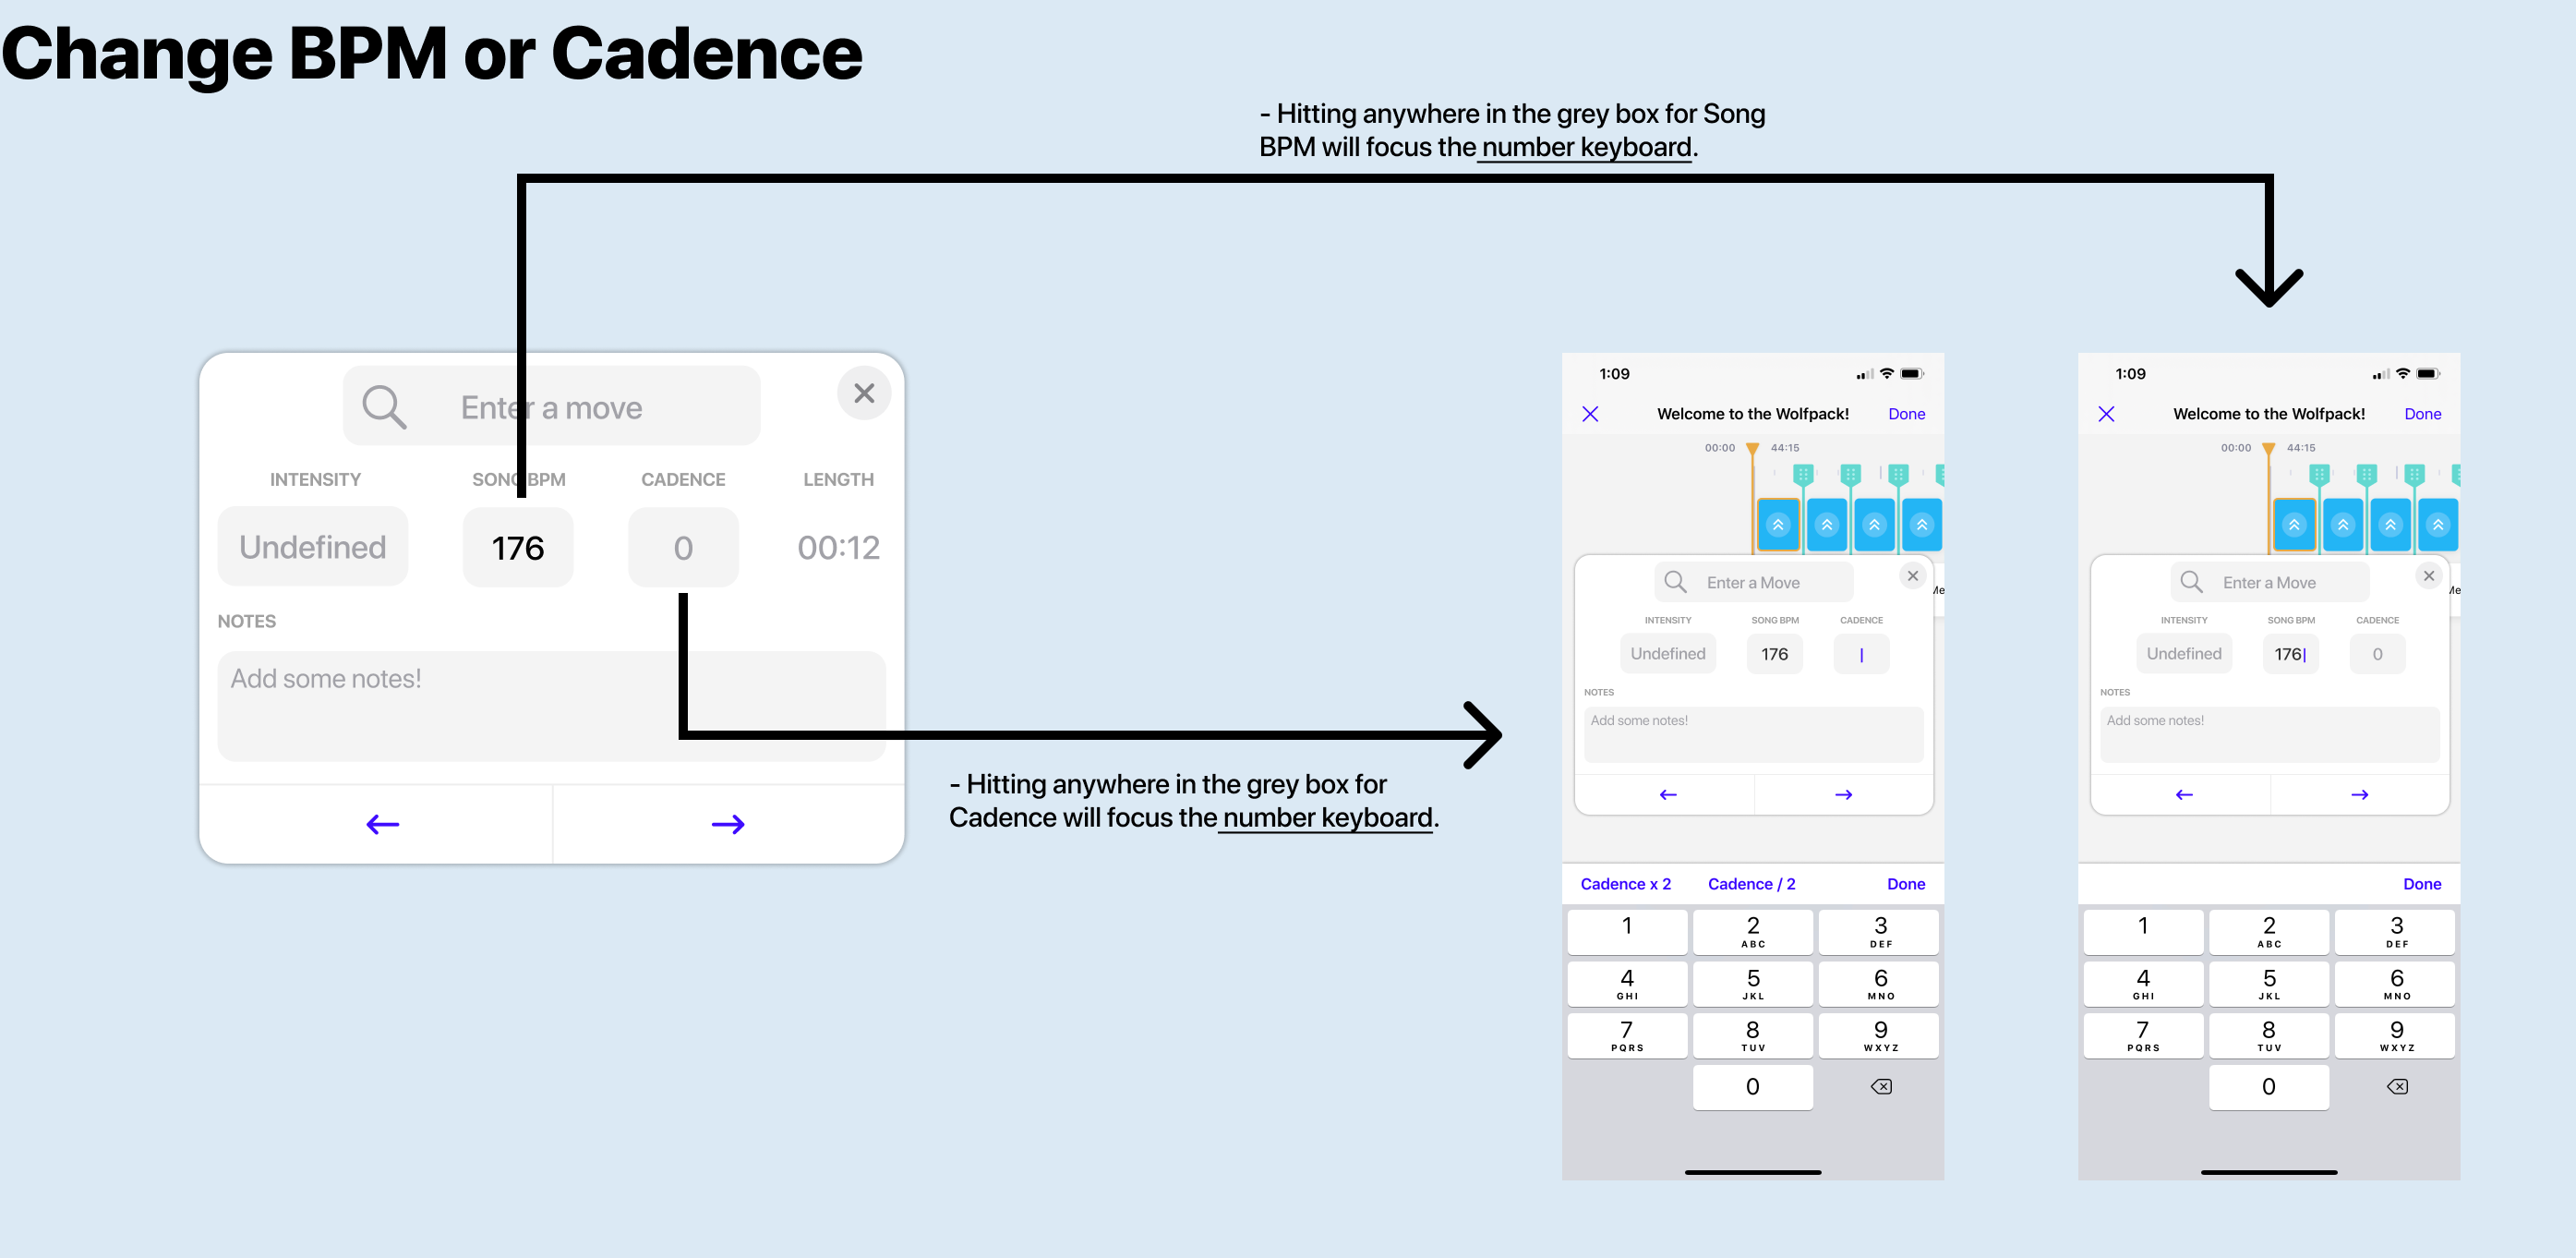 Change BPM or Cadence
- Hitting anywhere in the grey box for Song
BPM will focus the number keyboard.
Enter a move
INTENSITY
SONG BPM
CADENCE
LENGTH
Undefined
176
0
00:12
NOTES
Add some notes!
- Hitting anywhere in the grey box for
Cadence will focus the number keyboard.
1:09
Welcome to the Wolfpack!
Done
00:00
44:15
Enter a Move
Me
INTENSITY
SONG BPM
CADENCE
Undefined
176
NOTES
Add some notes!
Cadence x 2
Cadence / 2
Done
1
2
ABC
3
DEF
4
GHI
5
JKL
6
MNO
7
PQRS
8
TUV
9
WXYZ
0
1:09
Welcome to the Wolfpack!
Done
00:00
44:15
Enter a Move
Me
INTENSITY
SONG BPM
CADENCE
Undefined
176
0
NOTES
Add some notes!
Done
1
2
ABC
3
DEF
4
GHI
5
JKL
6
MNO
7
PQRS
8
TUV
9
WXYZ
0